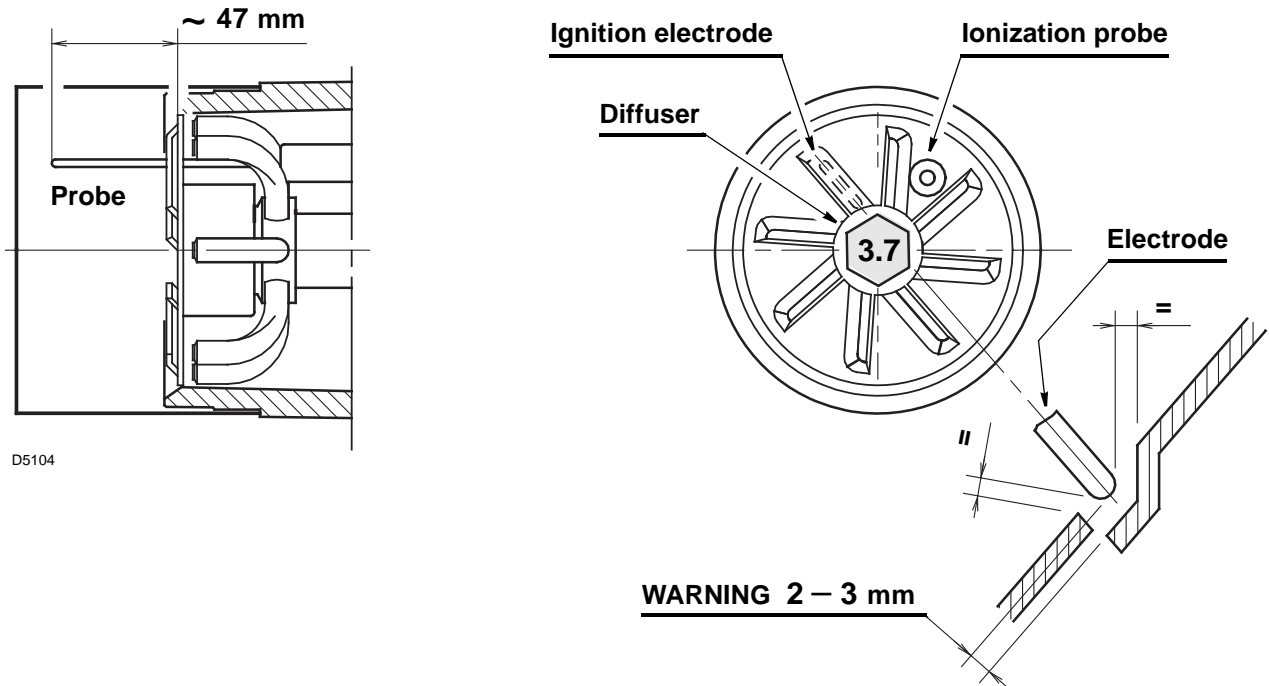 ~ 47 mm
Probe
D5104
Ignition electrode
Ionization probe
Diffuser
3.7
Electrode
=
=
WARNING 2 – 3 mm